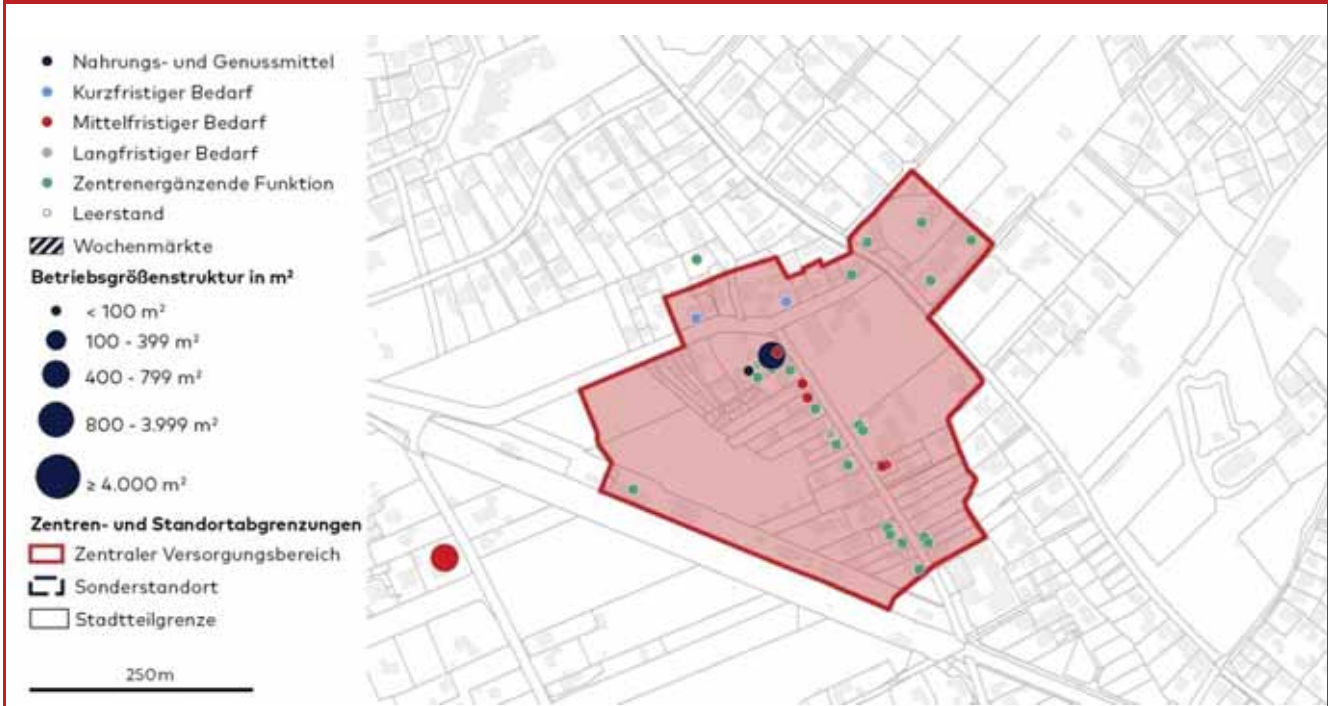 Nahrungs- und Genussmittel
Kurzfristiger Bedarf
Mittelfristiger Bedarf
Langfristiger Bedarf
Zentrenergänzende Funktion
Leerstand
Wochenmärkte
Betriebsgrößenstruktur in m²
< 100 m²
100 - 399 m²
400 - 799 m²
800 - 3.999 m²
≥ 4.000 m²
Zentren- und Standortabgrenzungen
Zentraler Versorgungsbereich
Sonderstandort
Stadtteilgrenze
250m